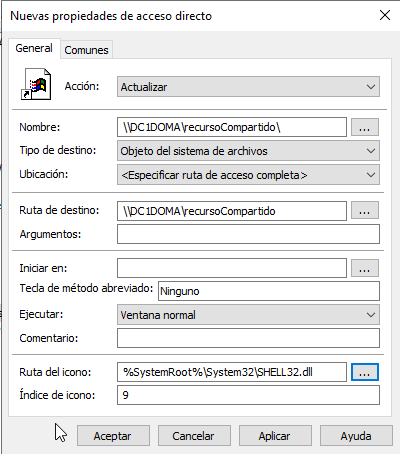 Nuevas propiedades de acceso directo
General Comunes
Acción: Actualizar
Nombre: \\DC1DOMA\recursoCompartido\ ...
Tipo de destino: Objeto del sistema de archivos
Ubicación: <Especificar ruta de acceso completa>
Ruta de destino: \\DC1DOMA\recursoCompartido ...
Argumentos:
Iniciar en: ...
Tecla de método abreviado: Ninguno
Ejecutar: Ventana normal
Comentario:
Ruta del icono: %SystemRoot%\System32\SHELL32.dll ...
Índice de icono: 9
Aceptar Cancelar Aplicar Ayuda